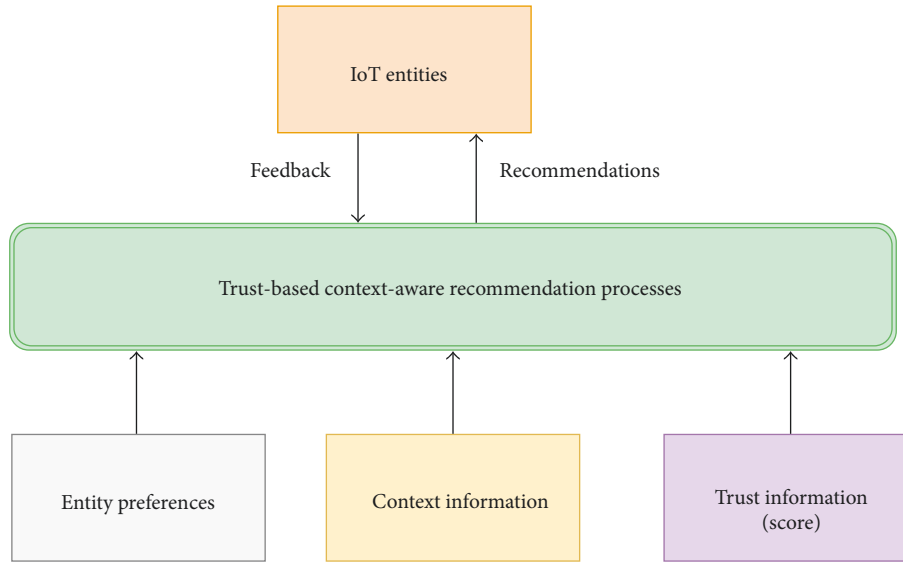 IoT entities
Feedback
Recommendations
Trust-based context-aware recommendation processes
Entity preferences
Context information
Trust information
(score)